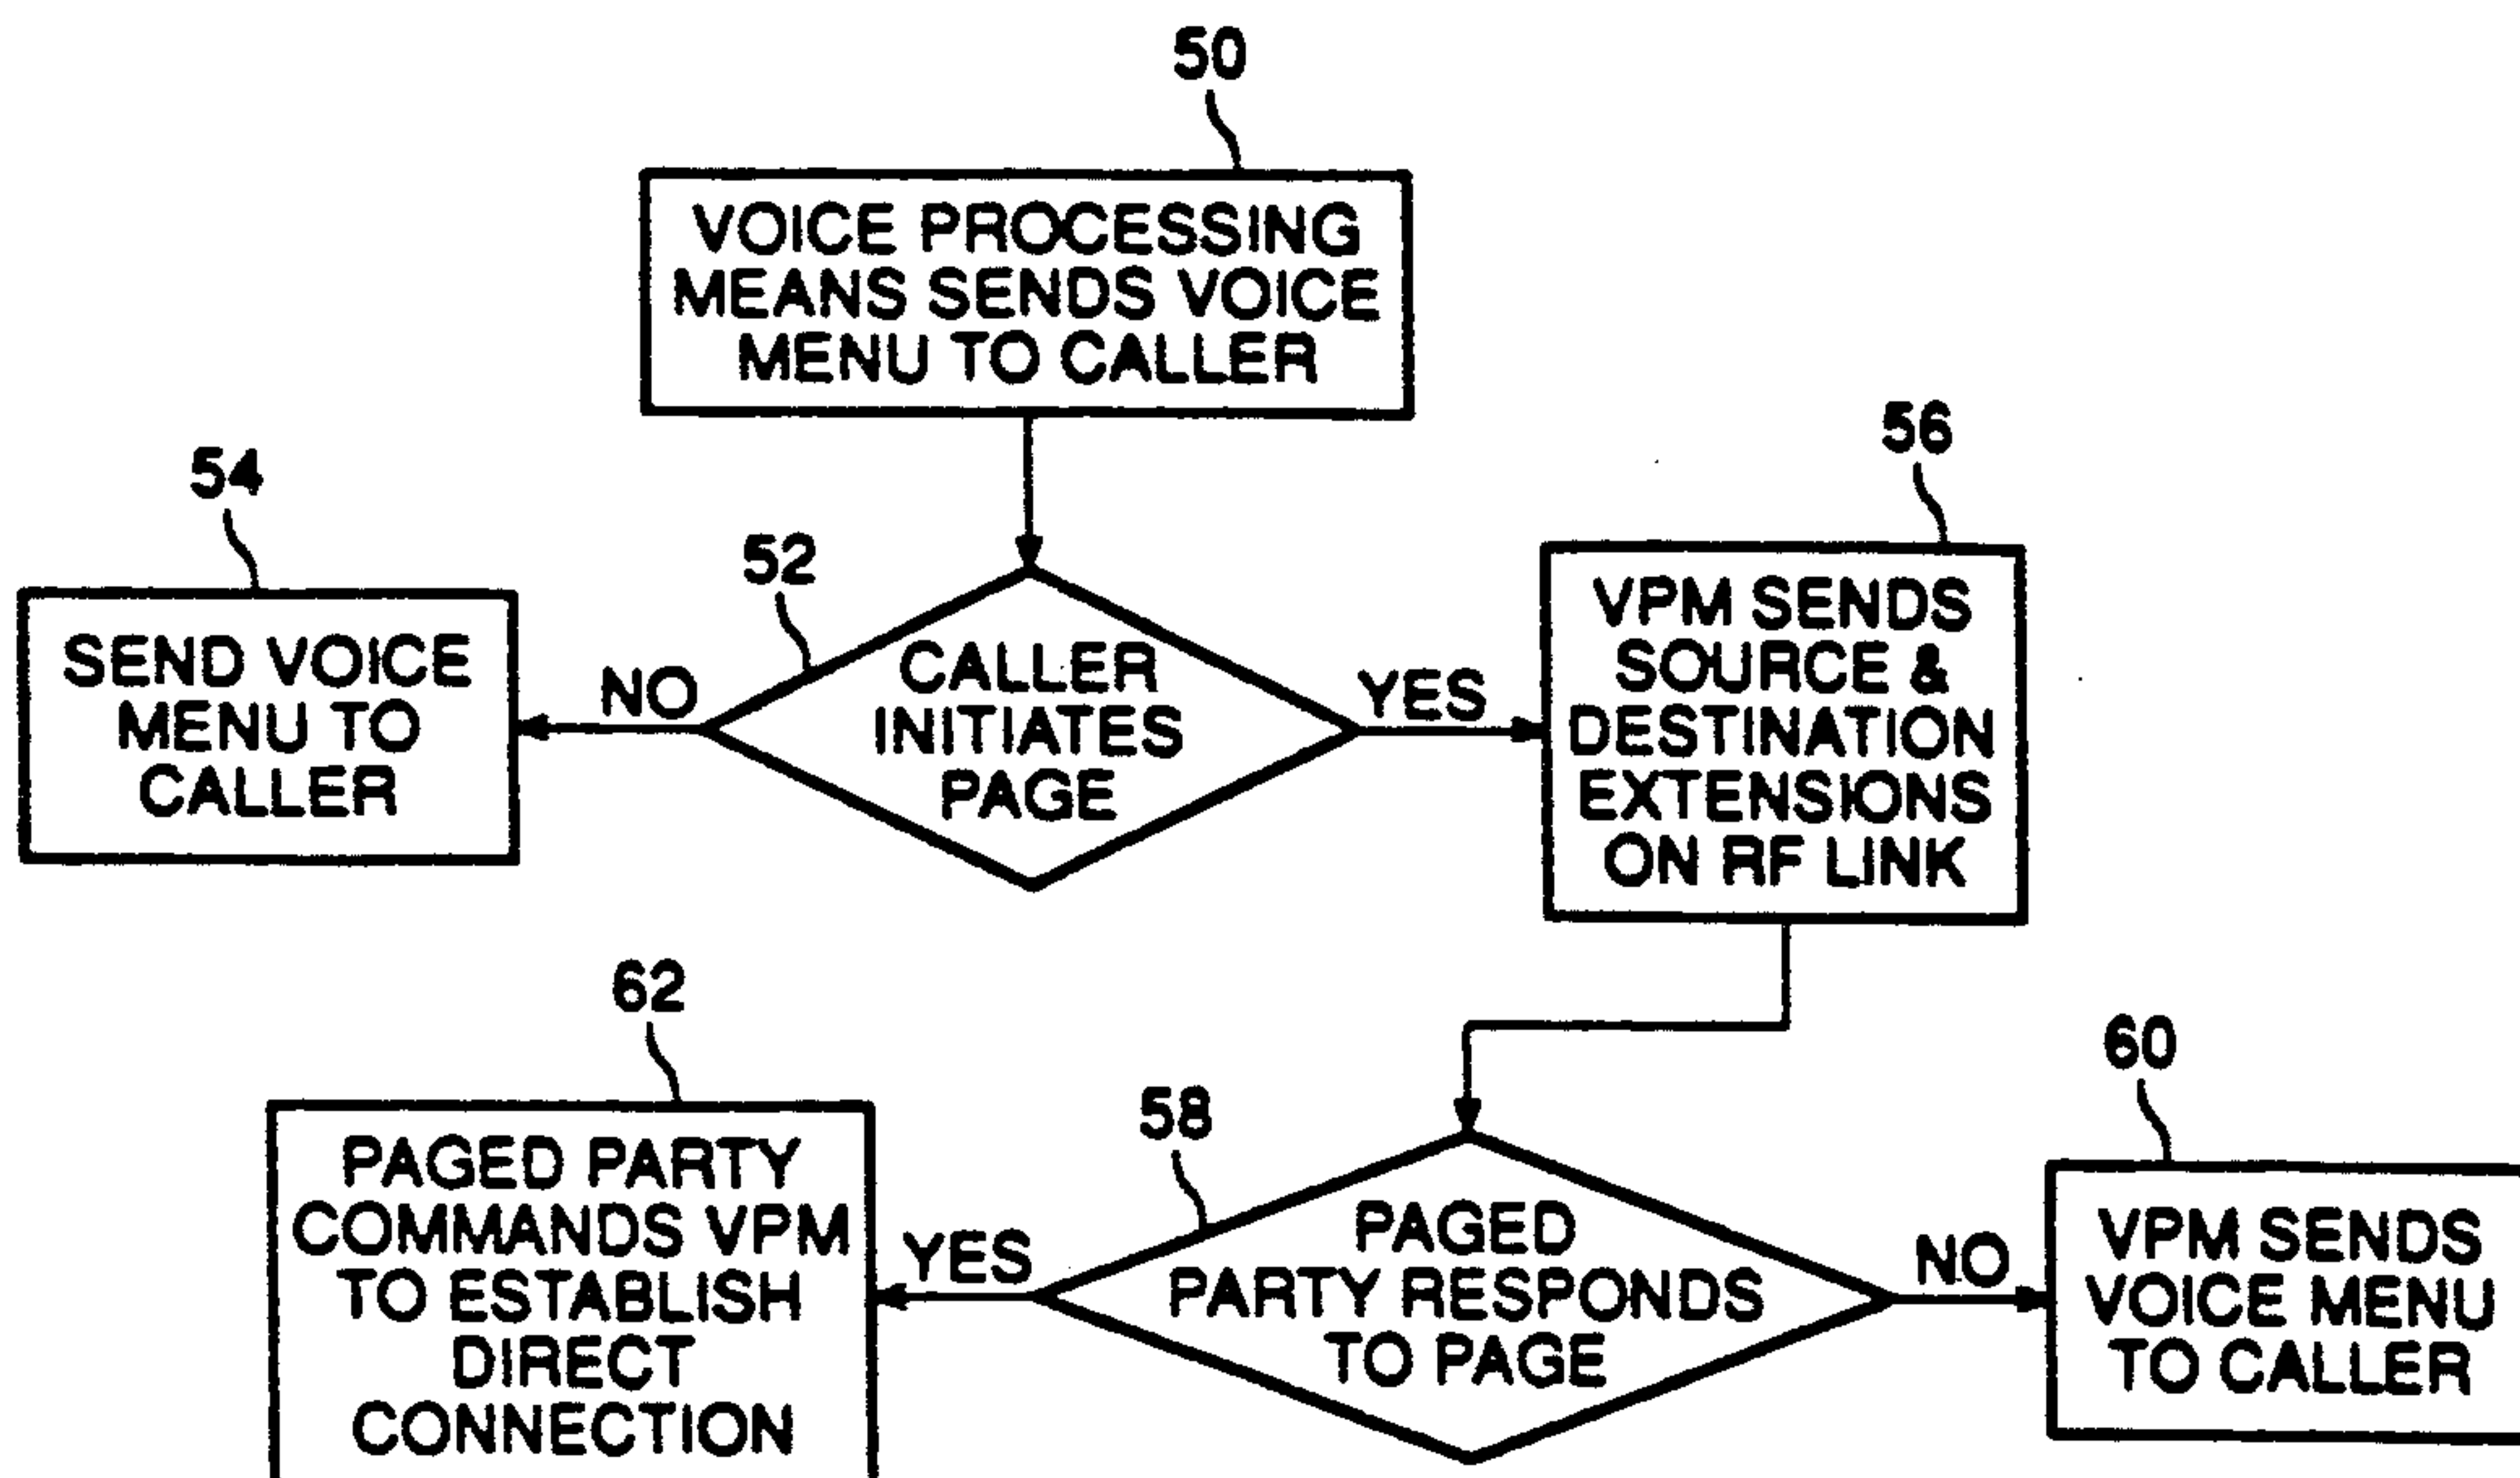 50
VOICE PROCESSING
MEANS SENDS VOICE
MENU TO CALLER
54
SEND VOICE
MENU TO
CALLER
NO
52
CALLER
INITIATES
PAGE
YES
56
VPM SENDS
SOURCE &
DESTINATION
EXTENSIONS
ON RF LINK
62
PAGED PARTY
COMMANDS VPM
TO ESTABLISH
DIRECT
CONNECTION
YES
58
PAGED
PARTY RESPONDS
TO PAGE
NO
60
VPM SENDS
VOICE MENU
TO CALLER